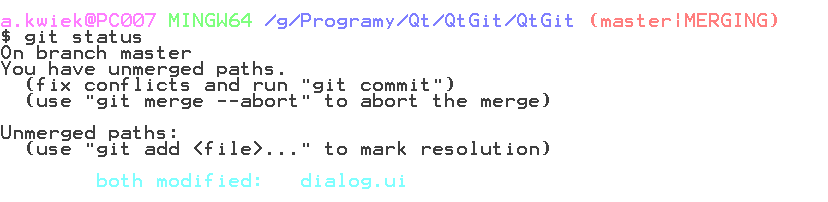 a.kwiek@PC007 MINGW64 /g/Programy/Qt/QtGit/QtGit (master|MERGING)
$ git status
On branch master
You have unmerged paths.
  (fix conflicts and run "git commit")
  (use "git merge --abort" to abort the merge)

Unmerged paths:
  (use "git add <file>..." to mark resolution)

        both modified:   dialog.ui